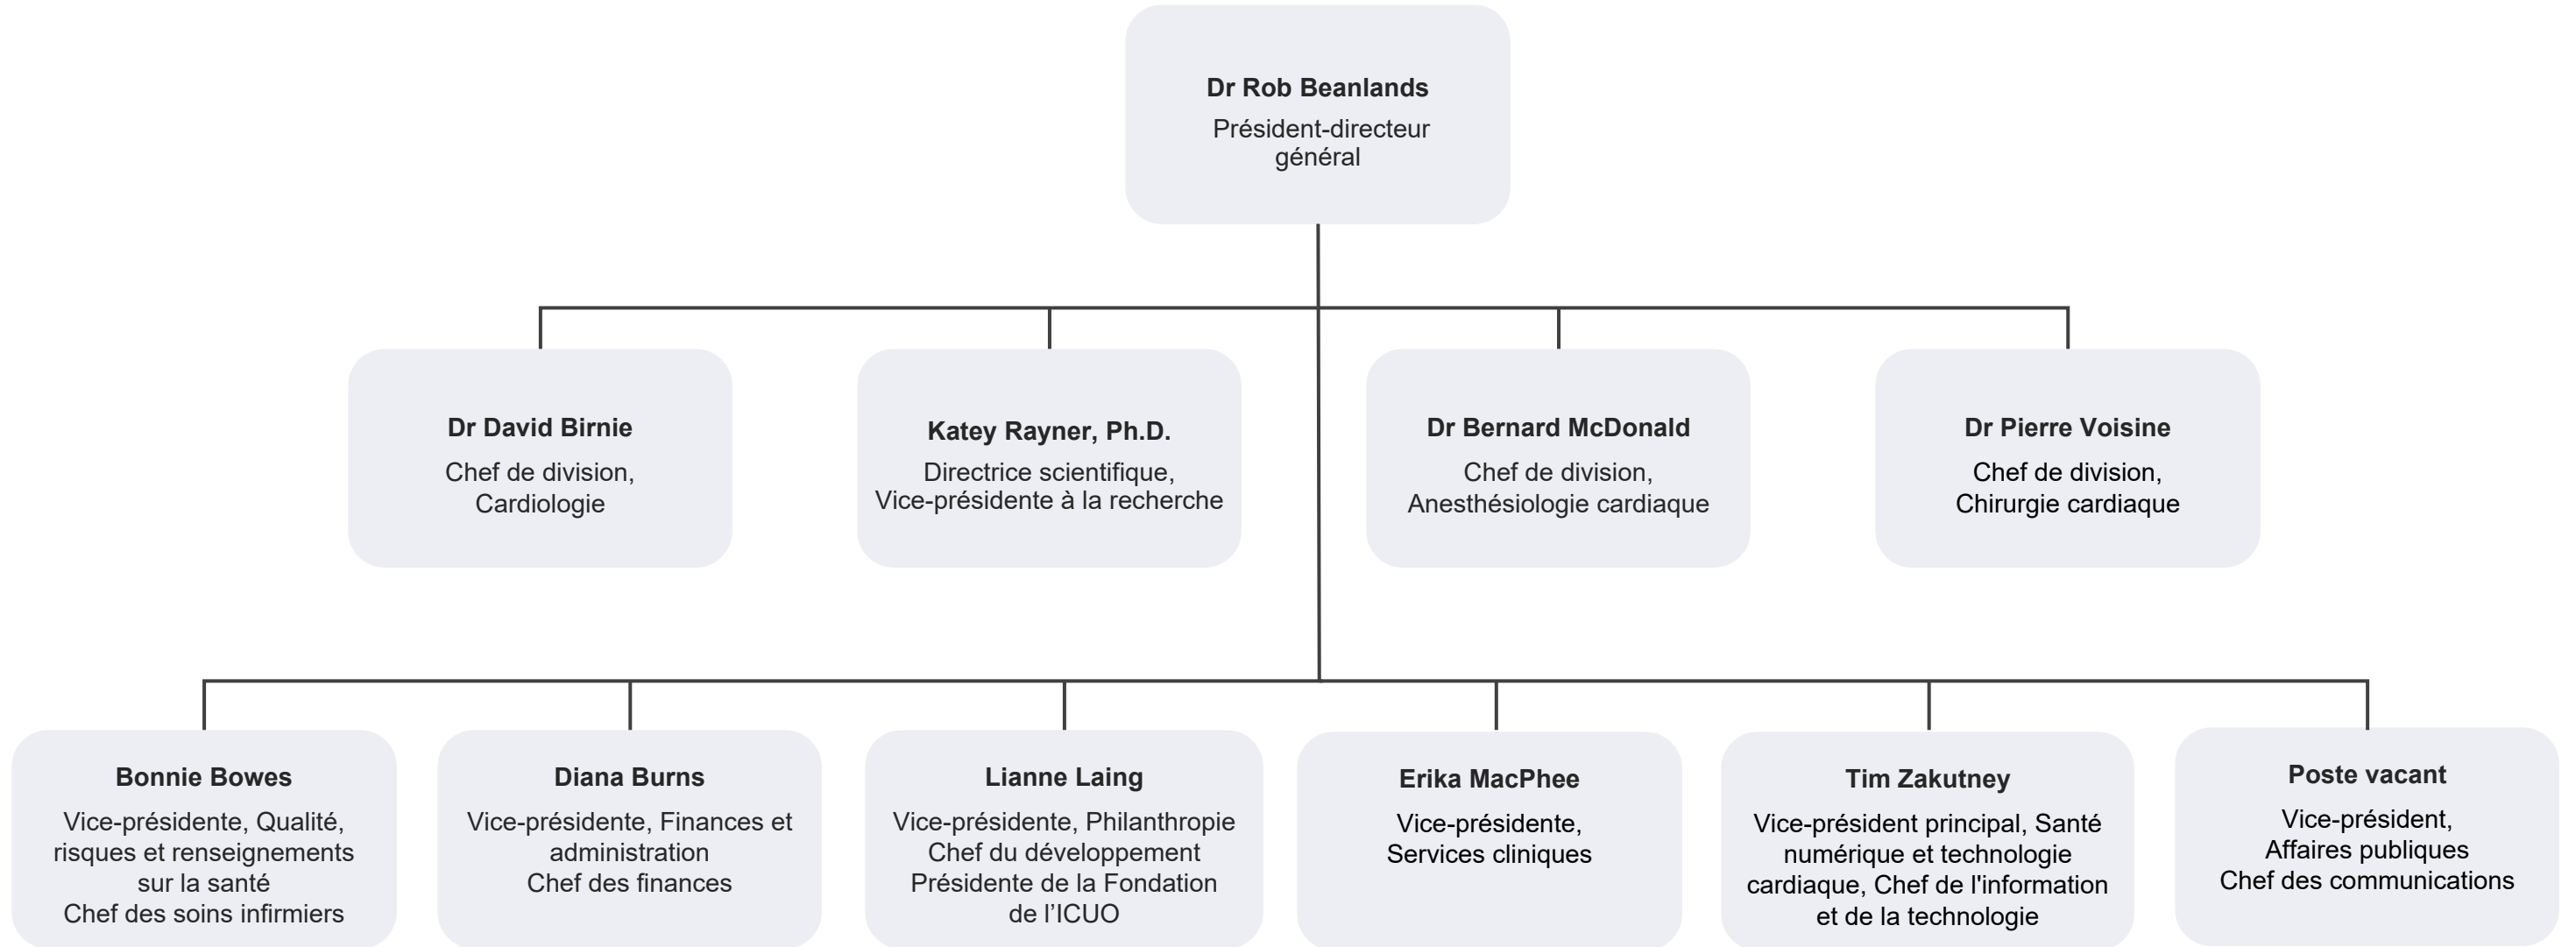 Dr Rob Beanlands
Président-directeur
général
Dr David Birnie
Chef de division,
Cardiologie
Katey Rayner, Ph.D.
Directrice scientifique,
Vice-présidente à la recherche
Dr Bernard McDonald
Chef de division,
Anesthésiologie cardiaque
Dr Pierre Voisine
Chef de division,
Chirurgie cardiaque
Bonnie Bowes
Vice-présidente, Qualité,
risques et renseignements
sur la santé
Chef des soins infirmiers
Diana Burns
Vice-présidente, Finances et
administration
Chef des finances
Lianne Laing
Vice-présidente, Philanthropie
Chef du développement
Présidente de la Fondation
de l’ICUO
Erika MacPhee
Vice-présidente,
Services cliniques
Tim Zakutney
Vice-président principal, Santé
numérique et technologie
cardiaque, Chef de l'information
et de la technologie
Poste vacant
Vice-président,
Affaires publiques
Chef des communications